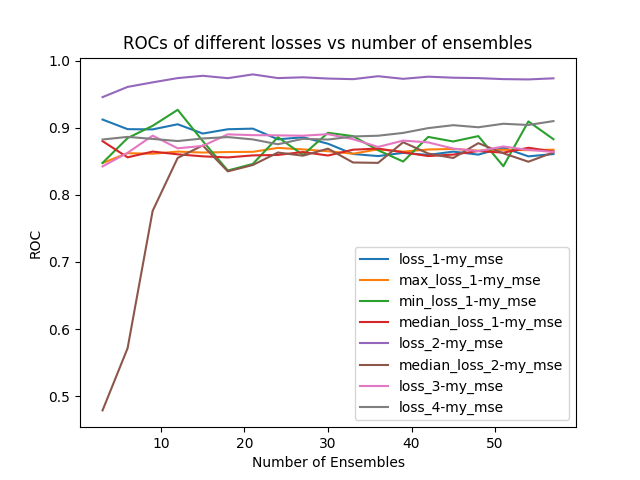 ROCs of different losses vs number of ensembles
1.0
0.9
0.8
0.7
0.6
0.5
ROC
loss_1-my_mse
max_loss_1-my_mse
min_loss_1-my_mse
median_loss_1-my_mse
loss_2-my_mse
median_loss_2-my_mse
loss_3-my_mse
loss_4-my_mse
10 20 30 40 50
Number of Ensembles